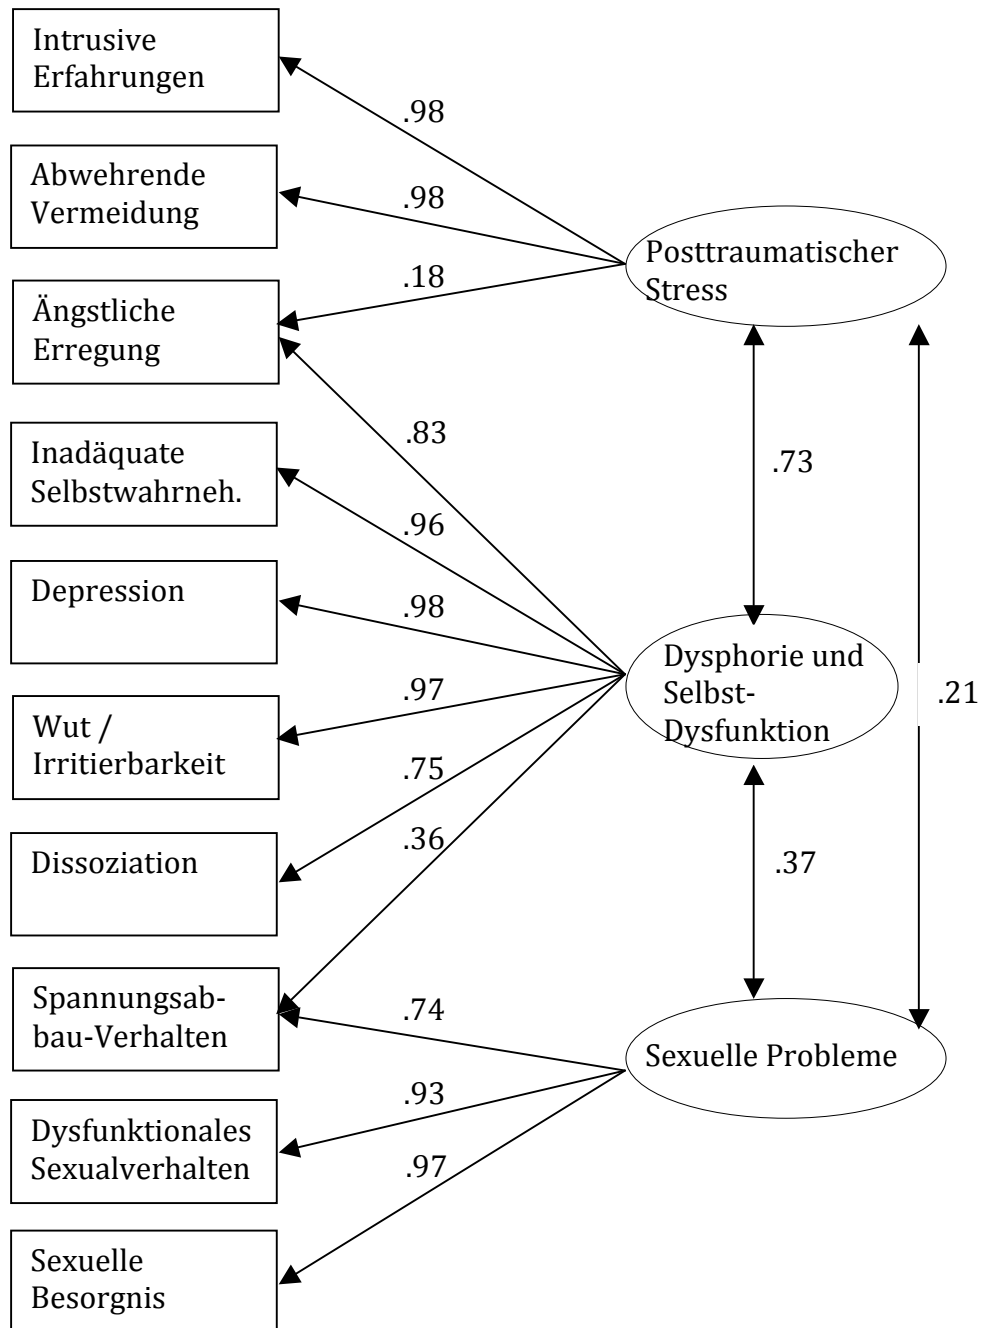 Intrusive
Erfahrungen
.98
Abwehrende
Vermeidung
.98
Posttraumatischer
Stress
.18
Ängstliche
Erregung
.83
Inadäquate
Selbstwahrneh.
.73
.96
Depression
.98
Dysphorie und
Selbst-
Dysfunktion
.21
.97
Wut /
Irritierbarkeit
.75
.36
Dissoziation
.37
Spannungsab-
bau-Verhalten
.74
Sexuelle Probleme
.93
Dysfunktionales
Sexualverhalten
.97
Sexuelle
Besorgnis